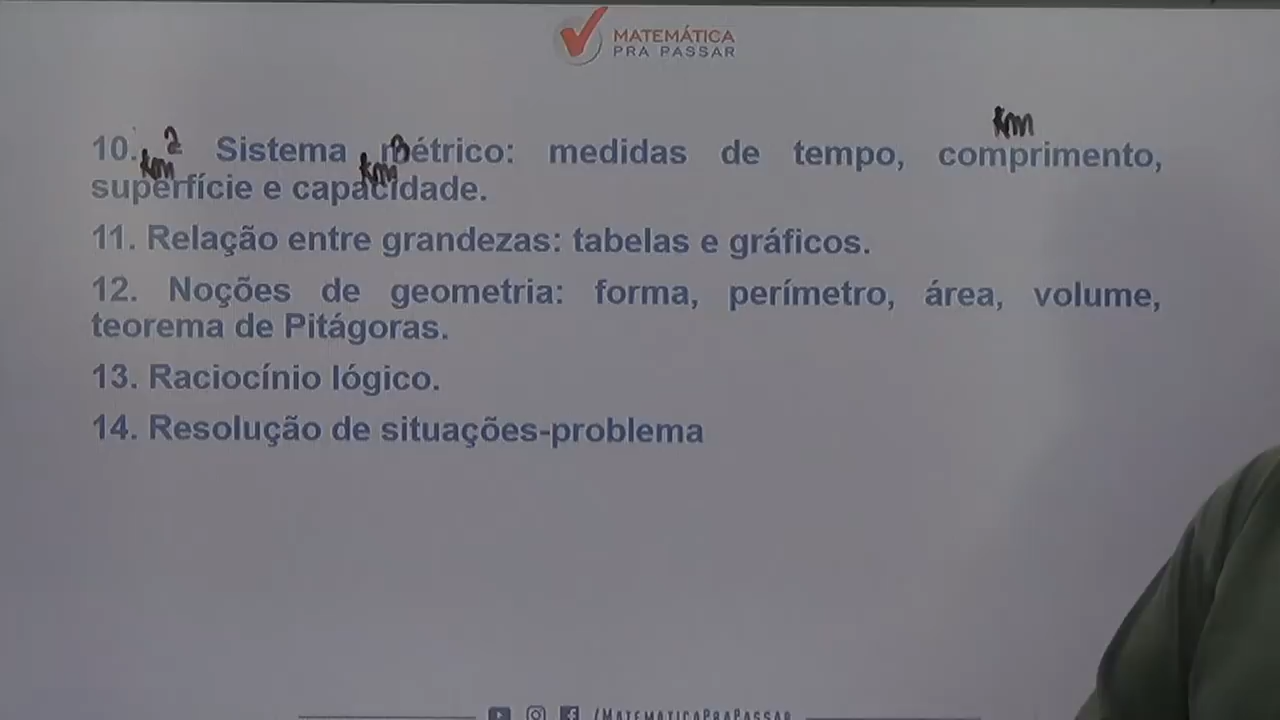 MATEMÁTICA
PRA PASSAR
km
10. km² Sistema métrico: medidas de tempo, comprimento,
km³
superfície e capacidade.
11. Relação entre grandezas: tabelas e gráficos.
12. Noções de geometria: forma, perímetro, área, volume,
teorema de Pitágoras.
13. Raciocínio lógico.
14. Resolução de situações-problema
/MATEMATICAPRAPASSAR